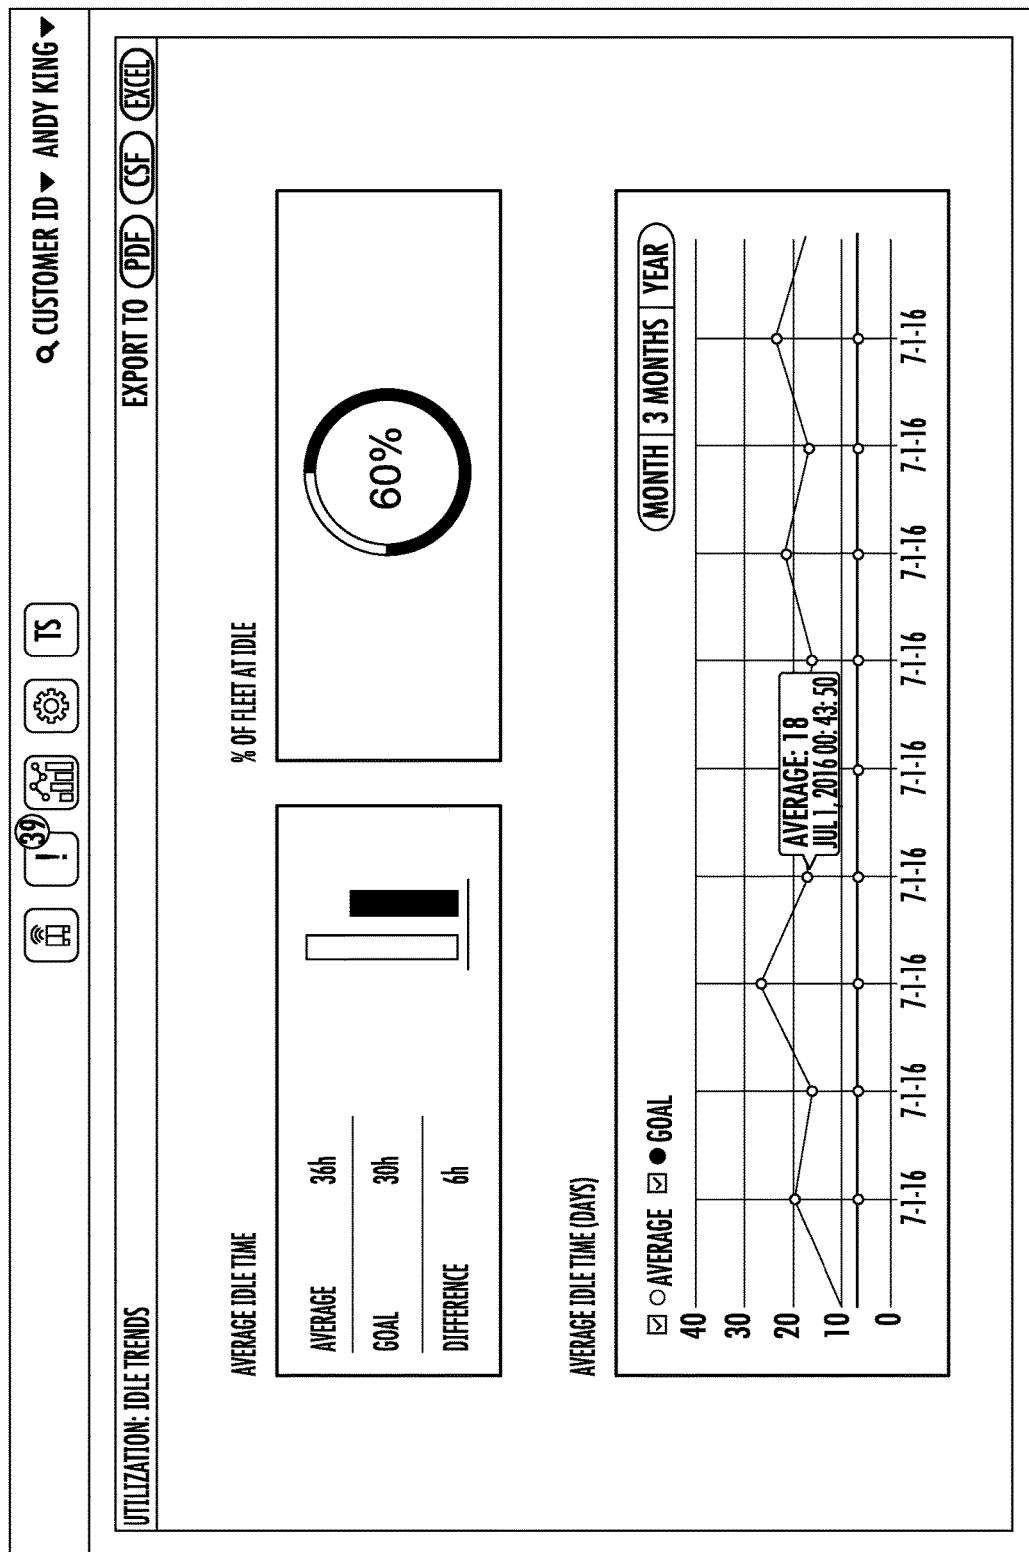 39
!
TS
CUSTOMER ID ANDY KING
UTILIZATION: IDLE TRENDS
EXPORT TO PDF CSF EXCEL
AVERAGE IDLE TIME
AVERAGE 36h
GOAL 30h
DIFFERENCE 6h
% OF FLEET AT IDLE
60%
AVERAGE IDLE TIME (DAYS)
AVERAGE GOAL
MONTH 3 MONTHS YEAR
40
30
20
10
0
AVERAGE: 18
JUL 1, 2016 00: 43: 50
7-1-16 7-1-16 7-1-16 7-1-16 7-1-16 7-1-16 7-1-16 7-1-16 7-1-16